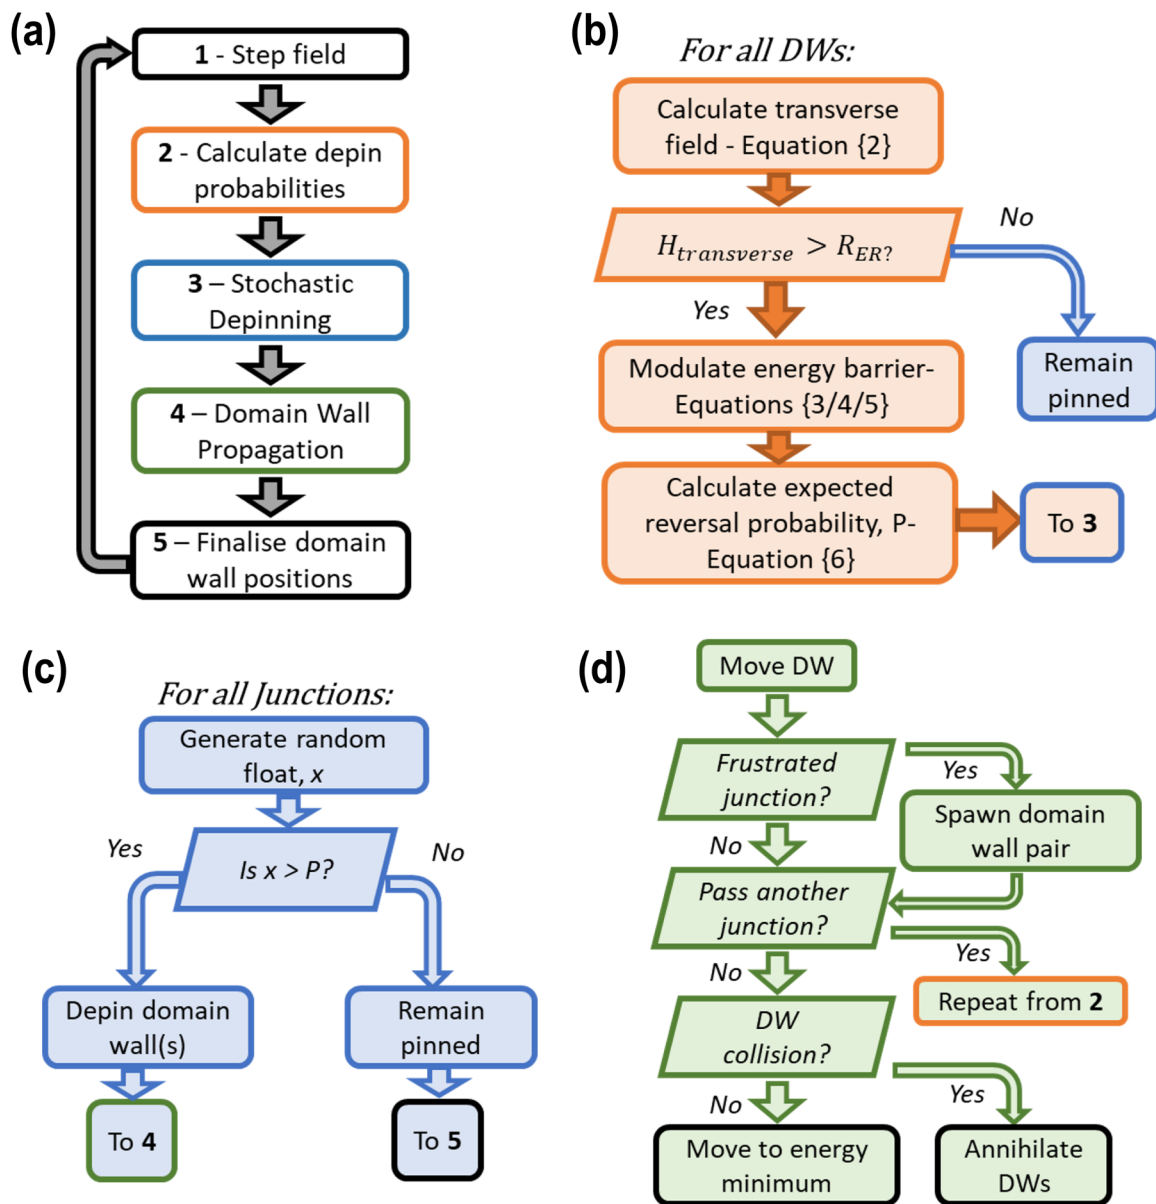 (a)
1 - Step field
2 - Calculate depin
probabilities
3 – Stochastic
Depinning
4 – Domain Wall
Propagation
5 – Finalise domain
wall positions
(b)
For all DWs:
Calculate transverse
field - Equation {2}
H_transverse > R_ER?
No
Yes
Remain
pinned
Modulate energy barrier-
Equations {3/4/5}
Calculate expected
reversal probability, P-
Equation {6}
To 3
(c)
For all Junctions:
Generate random
float, x
Yes
Is x > P?
No
Depin domain
wall(s)
Remain
pinned
To 4
To 5
(d)
Move DW
Frustrated
junction?
Yes
No
Spawn domain
wall pair
Pass another
junction?
Yes
No
Repeat from 2
DW
collision?
No
Yes
Move to energy
minimum
Annihilate
DWs